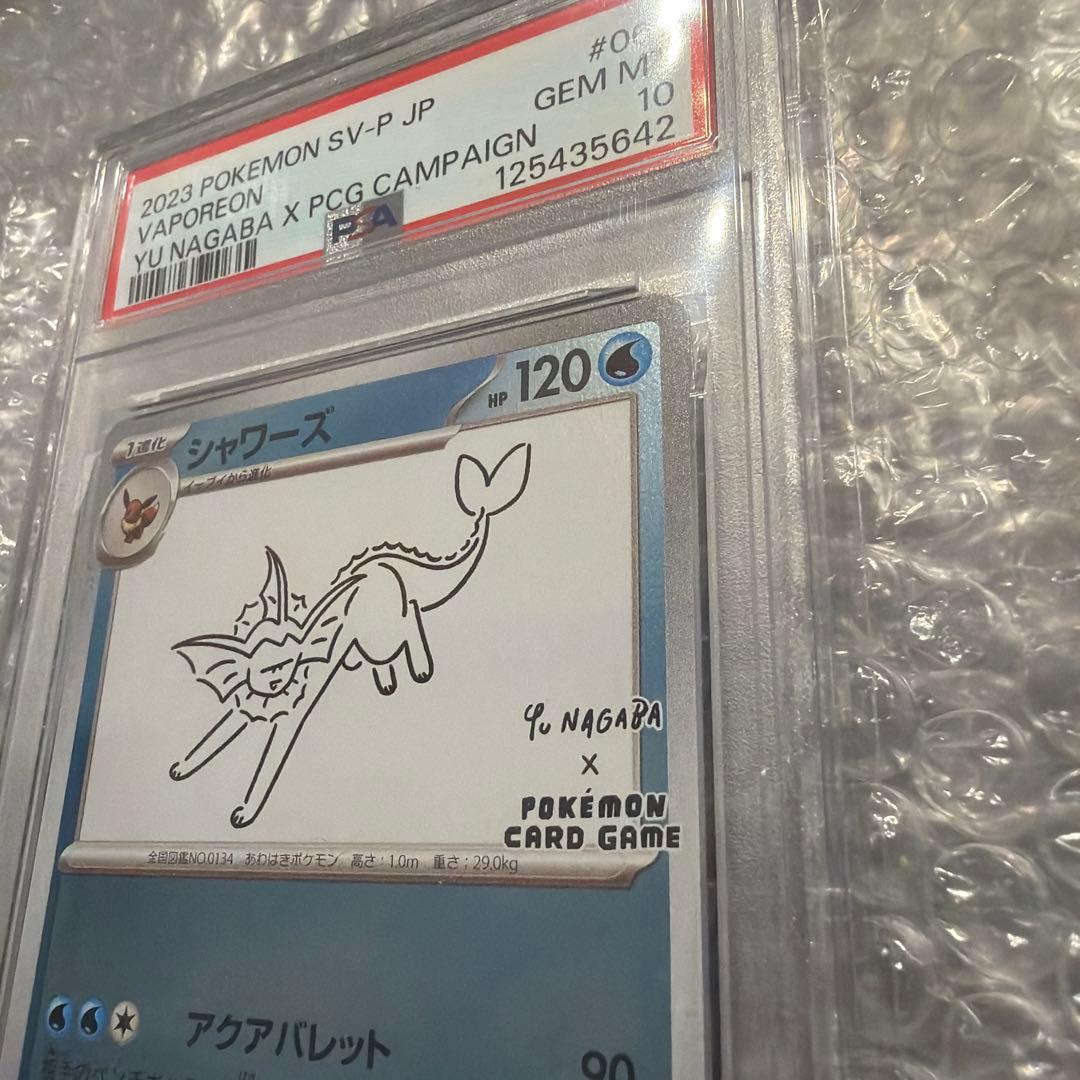 2023 POKEMON SV-P JP
VAPOREON
YU NAGABA X PCG CAMPAIGN
GEM M
10
125435642
PSA
1進化
シャワーズ
HP 120
イーブイから進化
YU NAGABA
X
POKÉMON
CARD GAME
全国図鑑NO.0134 あわはきポケモン 高さ：1.0m 重さ：29.0kg
アクアバレット
90